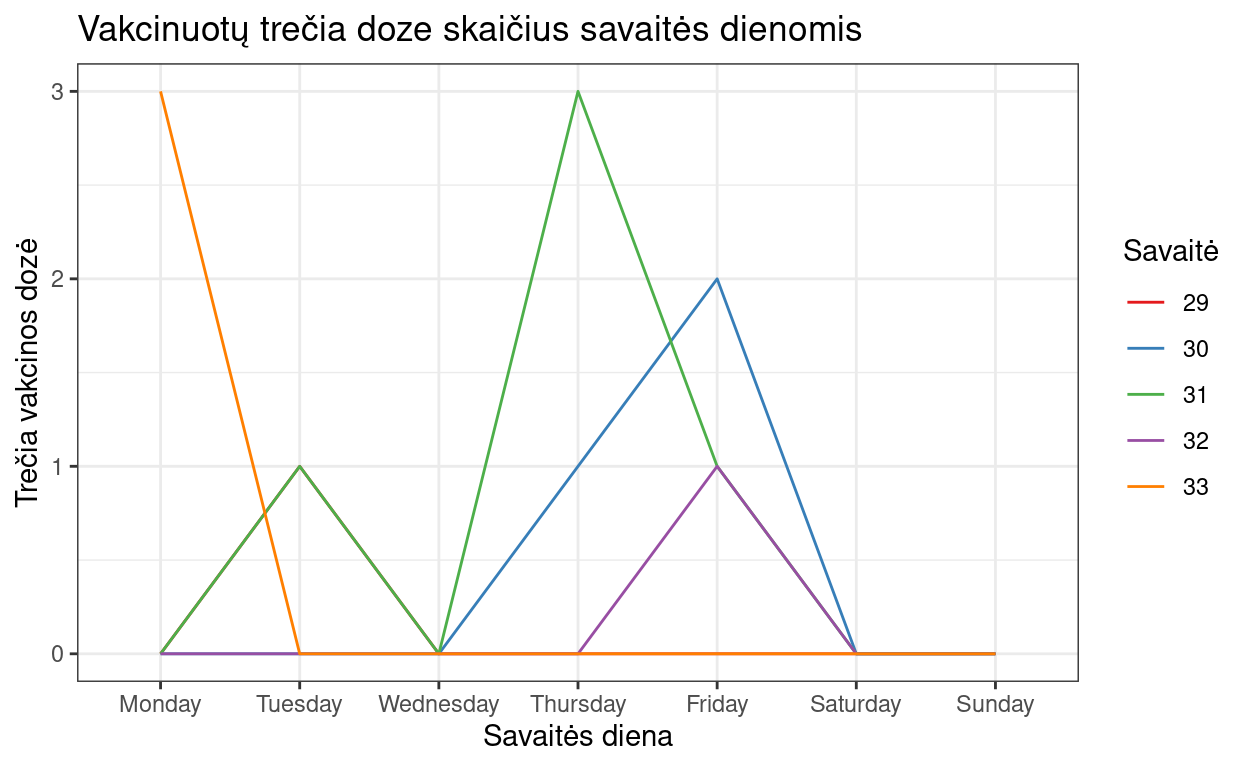 Vakcinuotų trečia doze skaičius savaitės dienomis
Trečia vakcinos dozė
3
2
1
0
Monday Tuesday Wednesday Thursday Friday Saturday Sunday
Savaitės diena
Savaitė
29
30
31
32
33